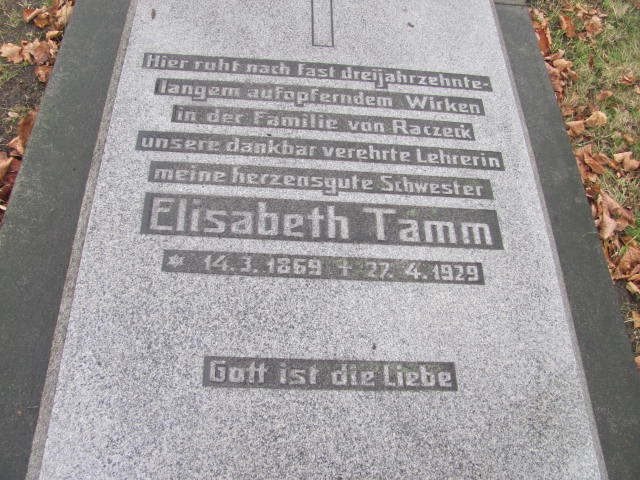 Hier ruht nach fast dreijahrzehnte-
langem aufopferndem Wirken
in der Familie von Raczeck
unsere dankbar verehrte Lehrerin
meine herzensgute Schwester
Elisabeth Tamm
* 14.3.1869 + 27.4.1929
Gott ist die Liebe